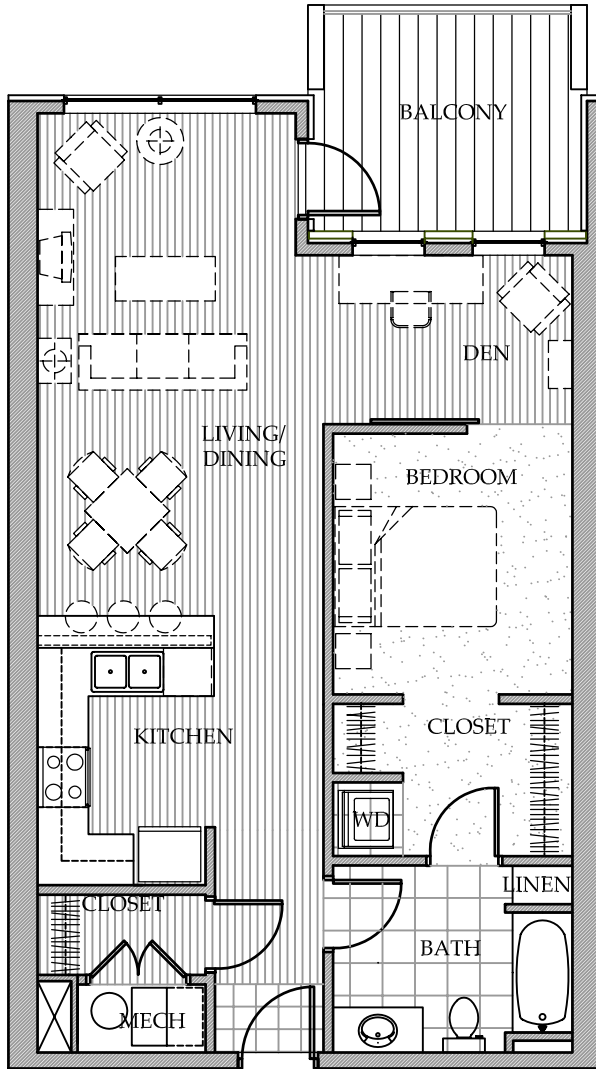 BALCONY
DEN
LIVING/
DINING
BEDROOM
KITCHEN
CLOSET
WD
LINEN
CLOSET
BATH
MECH